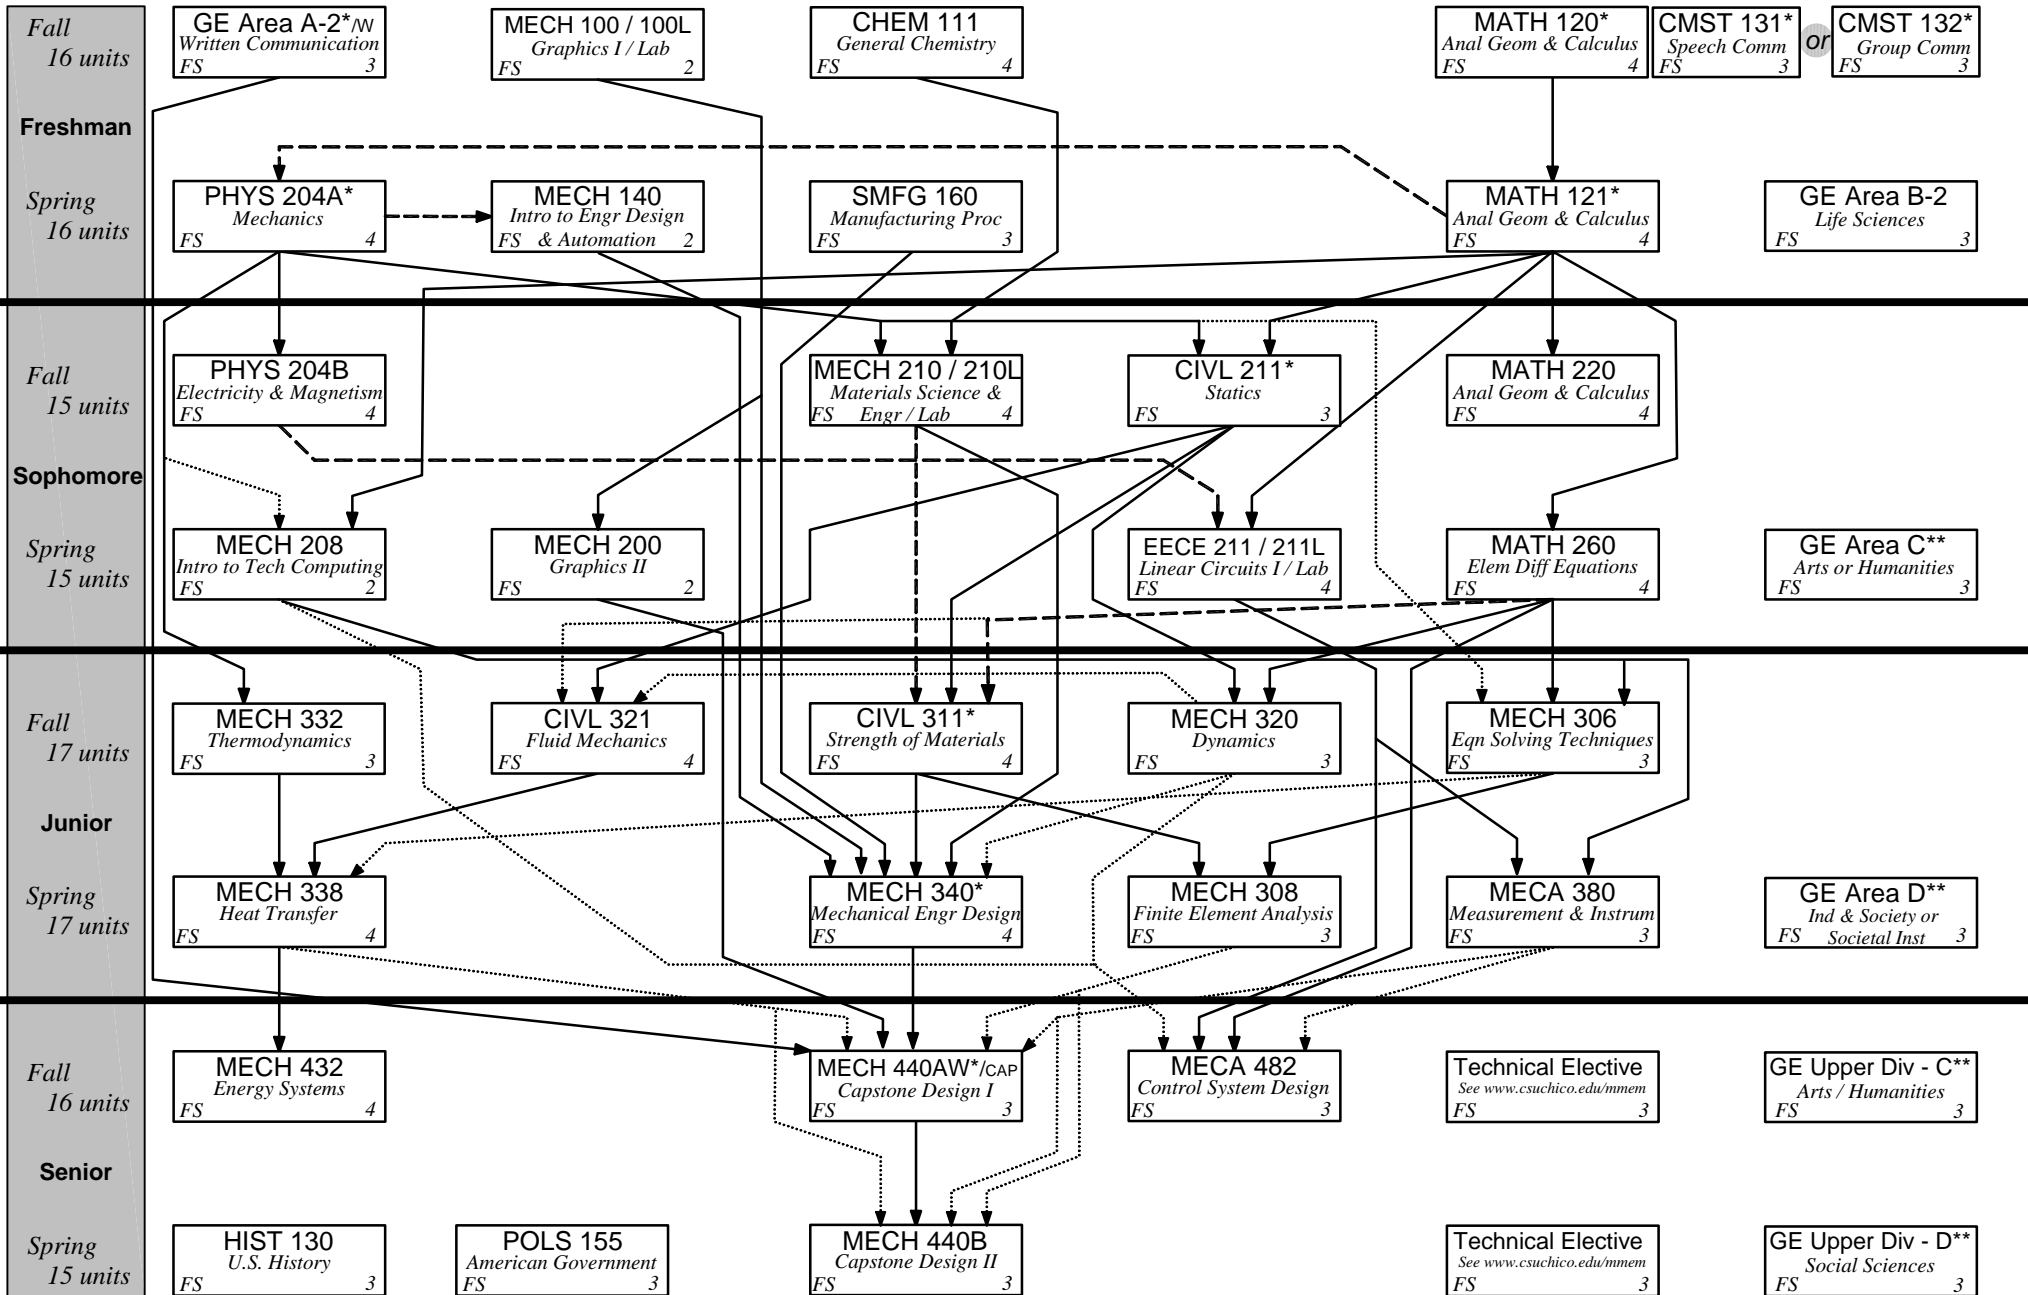 Fall
16 units
GE Area A-2*/W
Written Communication
FS 3
MECH 100 / 100L
Graphics I / Lab
FS 2
CHEM 111
General Chemistry
FS 4
MATH 120*
Anal Geom & Calculus
FS 4
CMST 131*
Speech Comm
FS 3
or
CMST 132*
Group Comm
FS 3
Freshman
Spring
16 units
PHYS 204A*
Mechanics
FS 4
MECH 140
Intro to Engr Design
FS & Automation 2
SMFG 160
Manufacturing Proc
FS 3
MATH 121*
Anal Geom & Calculus
FS 4
GE Area B-2
Life Sciences
FS 3
Fall
15 units
PHYS 204B
Electricity & Magnetism
FS 4
MECH 210 / 210L
Materials Science &
FS Engr / Lab 4
CIVL 211*
Statics
FS 3
MATH 220
Anal Geom & Calculus
FS 4
Sophomore
Spring
15 units
MECH 208
Intro to Tech Computing
FS 2
MECH 200
Graphics II
FS 2
EECE 211 / 211L
Linear Circuits I / Lab
FS 4
MATH 260
Elem Diff Equations
FS 4
GE Area C**
Arts or Humanities
FS 3
Fall
17 units
MECH 332
Thermodynamics
FS 3
CIVL 321
Fluid Mechanics
FS 4
CIVL 311*
Strength of Materials
FS 4
MECH 320
Dynamics
FS 3
MECH 306
Eqn Solving Techniques
FS 3
Junior
Spring
17 units
MECH 338
Heat Transfer
FS 4
MECH 340*
Mechanical Engr Design
FS 4
MECH 308
Finite Element Analysis
FS 3
MECA 380
Measurement & Instrum
FS 3
GE Area D**
Ind & Society or
FS Societal Inst 3
Fall
16 units
MECH 432
Energy Systems
FS 4
MECH 440AW*/CAP
Capstone Design I
FS 3
MECA 482
Control System Design
FS 3
Technical Elective
See www.csuchico.edu/mmem
FS 3
GE Upper Div - C**
Arts / Humanities
FS 3
Senior
Spring
15 units
HIST 130
U.S. History
FS 3
POLS 155
American Government
FS 3
MECH 440B
Capstone Design II
FS 3
Technical Elective
See www.csuchico.edu/mmem
FS 3
GE Upper Div - D**
Social Sciences
FS 3